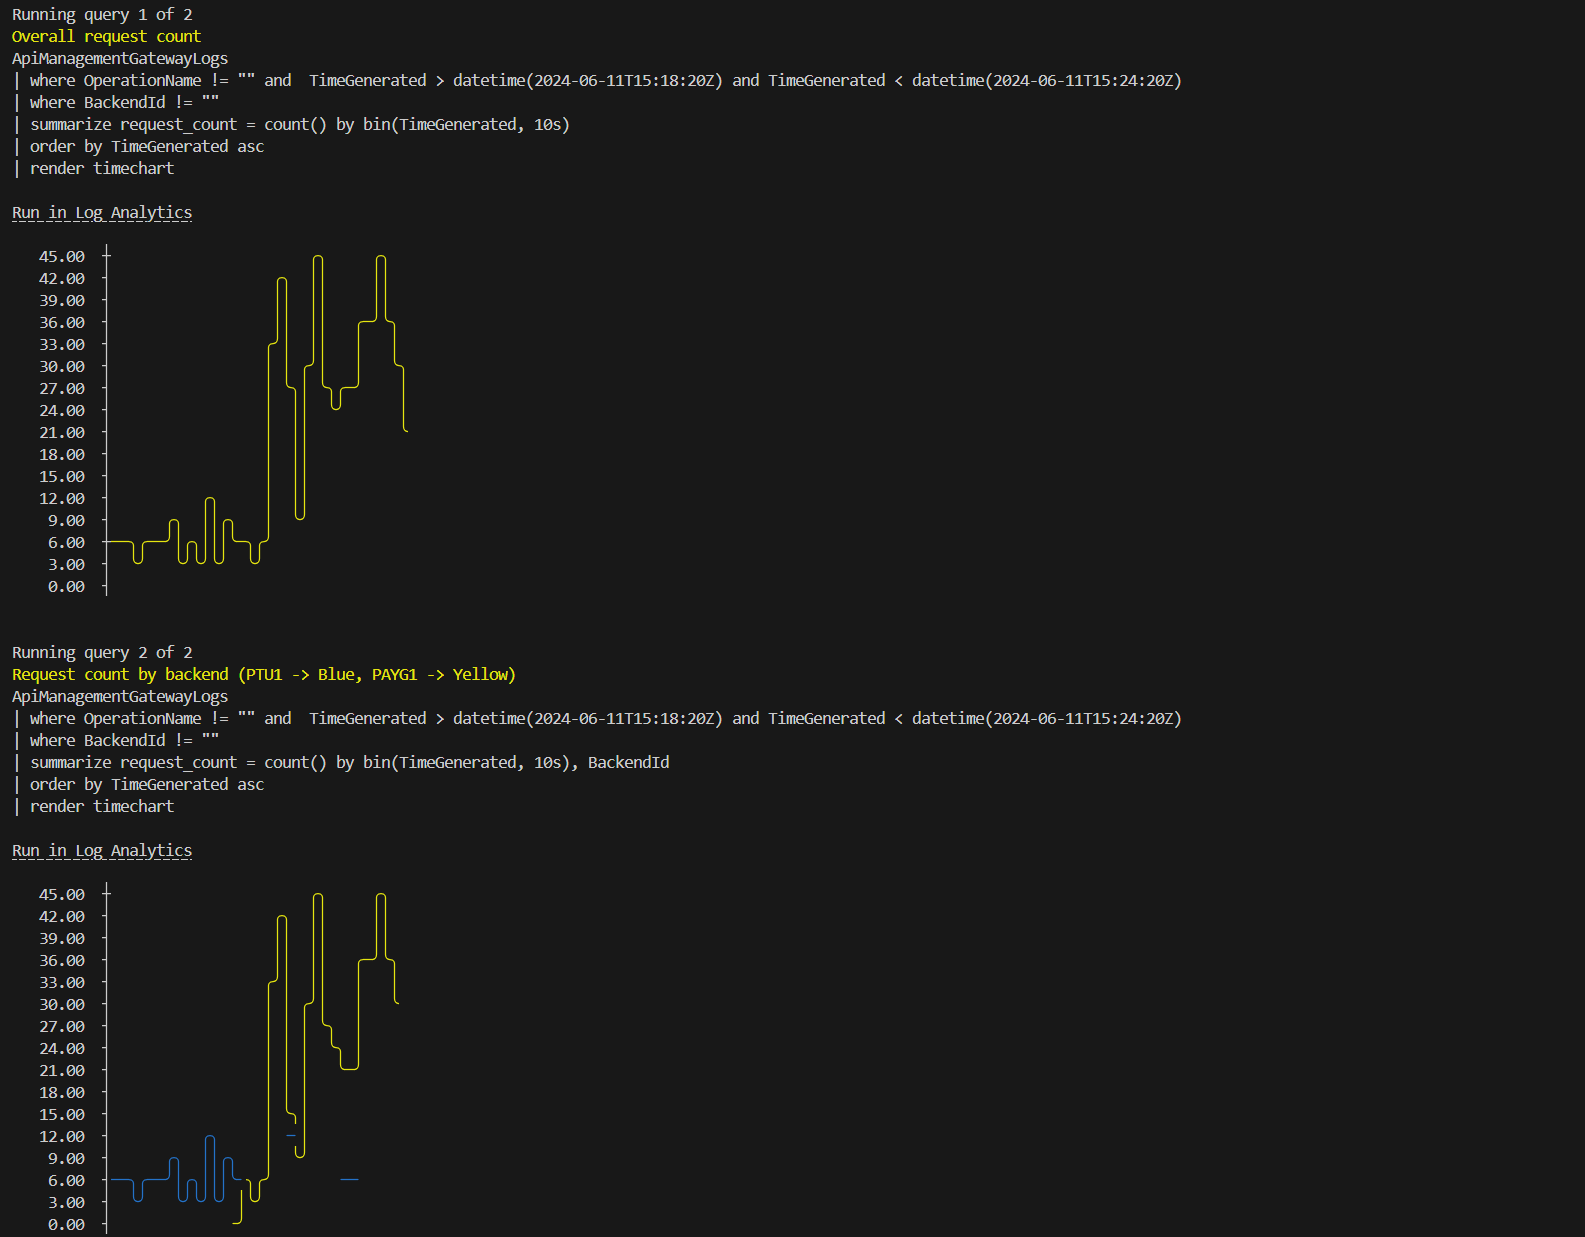 Running query 1 of 2
Overall request count
ApiManagementGatewayLogs
| where OperationName != "" and  TimeGenerated > datetime(2024-06-11T15:18:20Z) and TimeGenerated < datetime(2024-06-11T15:24:20Z)
| where BackendId != ""
| summarize request_count = count() by bin(TimeGenerated, 10s)
| order by TimeGenerated asc
| render timechart
Run in Log Analytics
45.00
42.00
39.00
36.00
33.00
30.00
27.00
24.00
21.00
18.00
15.00
12.00
9.00
6.00
3.00
0.00
Running query 2 of 2
Request count by backend (PTU1 -> Blue, PAYG1 -> Yellow)
ApiManagementGatewayLogs
| where OperationName != "" and  TimeGenerated > datetime(2024-06-11T15:18:20Z) and TimeGenerated < datetime(2024-06-11T15:24:20Z)
| where BackendId != ""
| summarize request_count = count() by bin(TimeGenerated, 10s), BackendId
| order by TimeGenerated asc
| render timechart
Run in Log Analytics
45.00
42.00
39.00
36.00
33.00
30.00
27.00
24.00
21.00
18.00
15.00
12.00
9.00
6.00
3.00
0.00